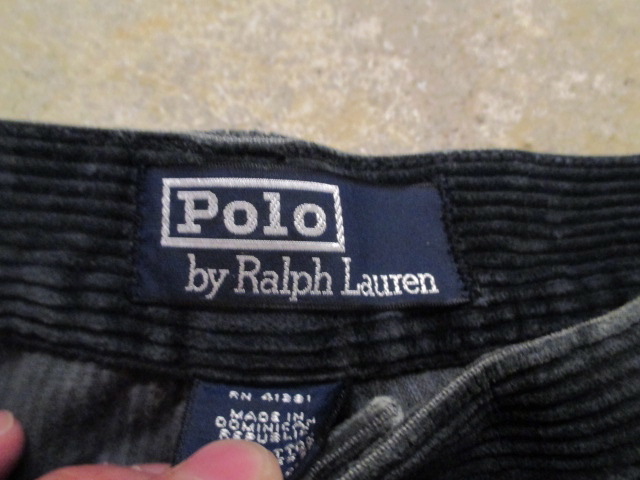 Polo
by Ralph Lauren
RN 41381
MADE IN
DOMINICAN
REPUBLIC